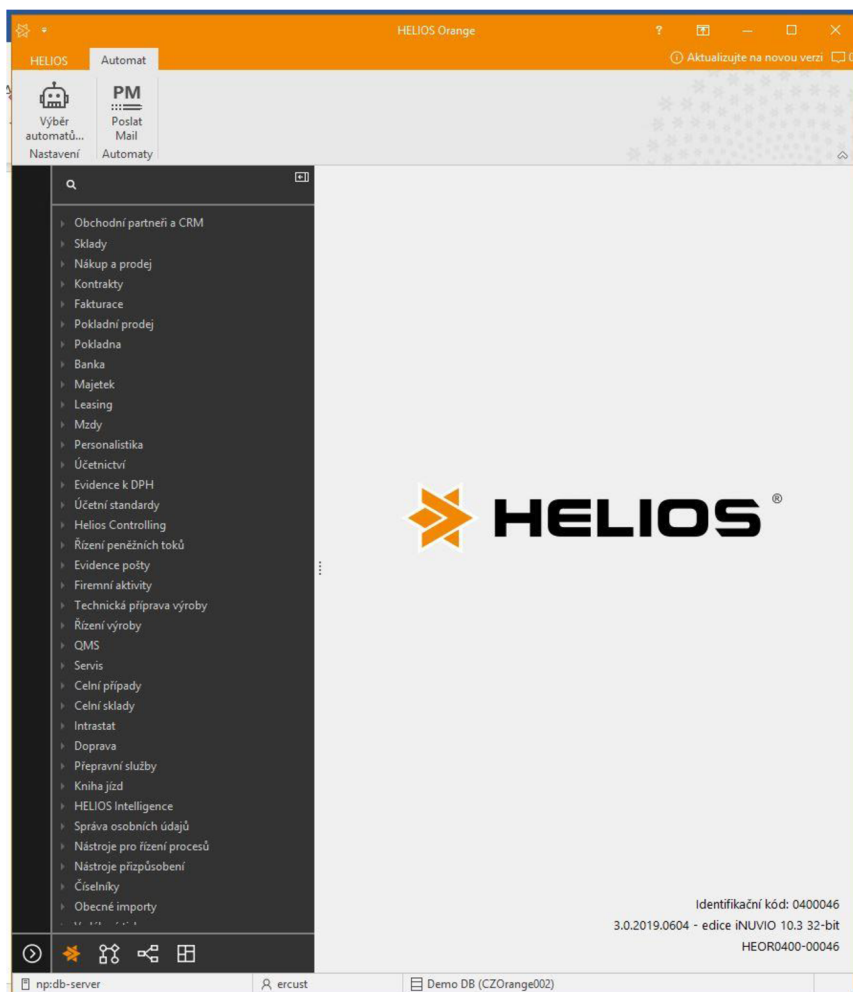 HELIOS Orange
?
HELIOS
Automat
Aktualizujte na novou verzi
Výběr automatů...
PM
Poslat Mail
Nastavení
Automaty
Obchodní partneři a CRM
Sklady
Nákup a prodej
Kontrakty
Fakturace
Pokladní prodej
Pokladna
Banka
Majetek
Leasing
Mzdy
Personalistika
Účetnictví
Evidence k DPH
Účetní standardy
Helios Controlling
Řízení peněžních toků
Evidence pošty
Firemní aktivity
Technická příprava výroby
Řízení výroby
QMS
Servis
Celní případy
Celní sklady
Intrastat
Doprava
Přepravní služby
Kniha jízd
HELIOS Intelligence
Správa osobních údajů
Nástroje pro řízení procesů
Nástroje přizpůsobení
Číselníky
Obecné importy
HELIOS ®
Identifikační kód: 0400046
3.0.2019.0604 - edice iNUVIO 10.3 32-bit
HEOR0400-00046
np:db-server
ercust
Demo DB (CZOrange002)